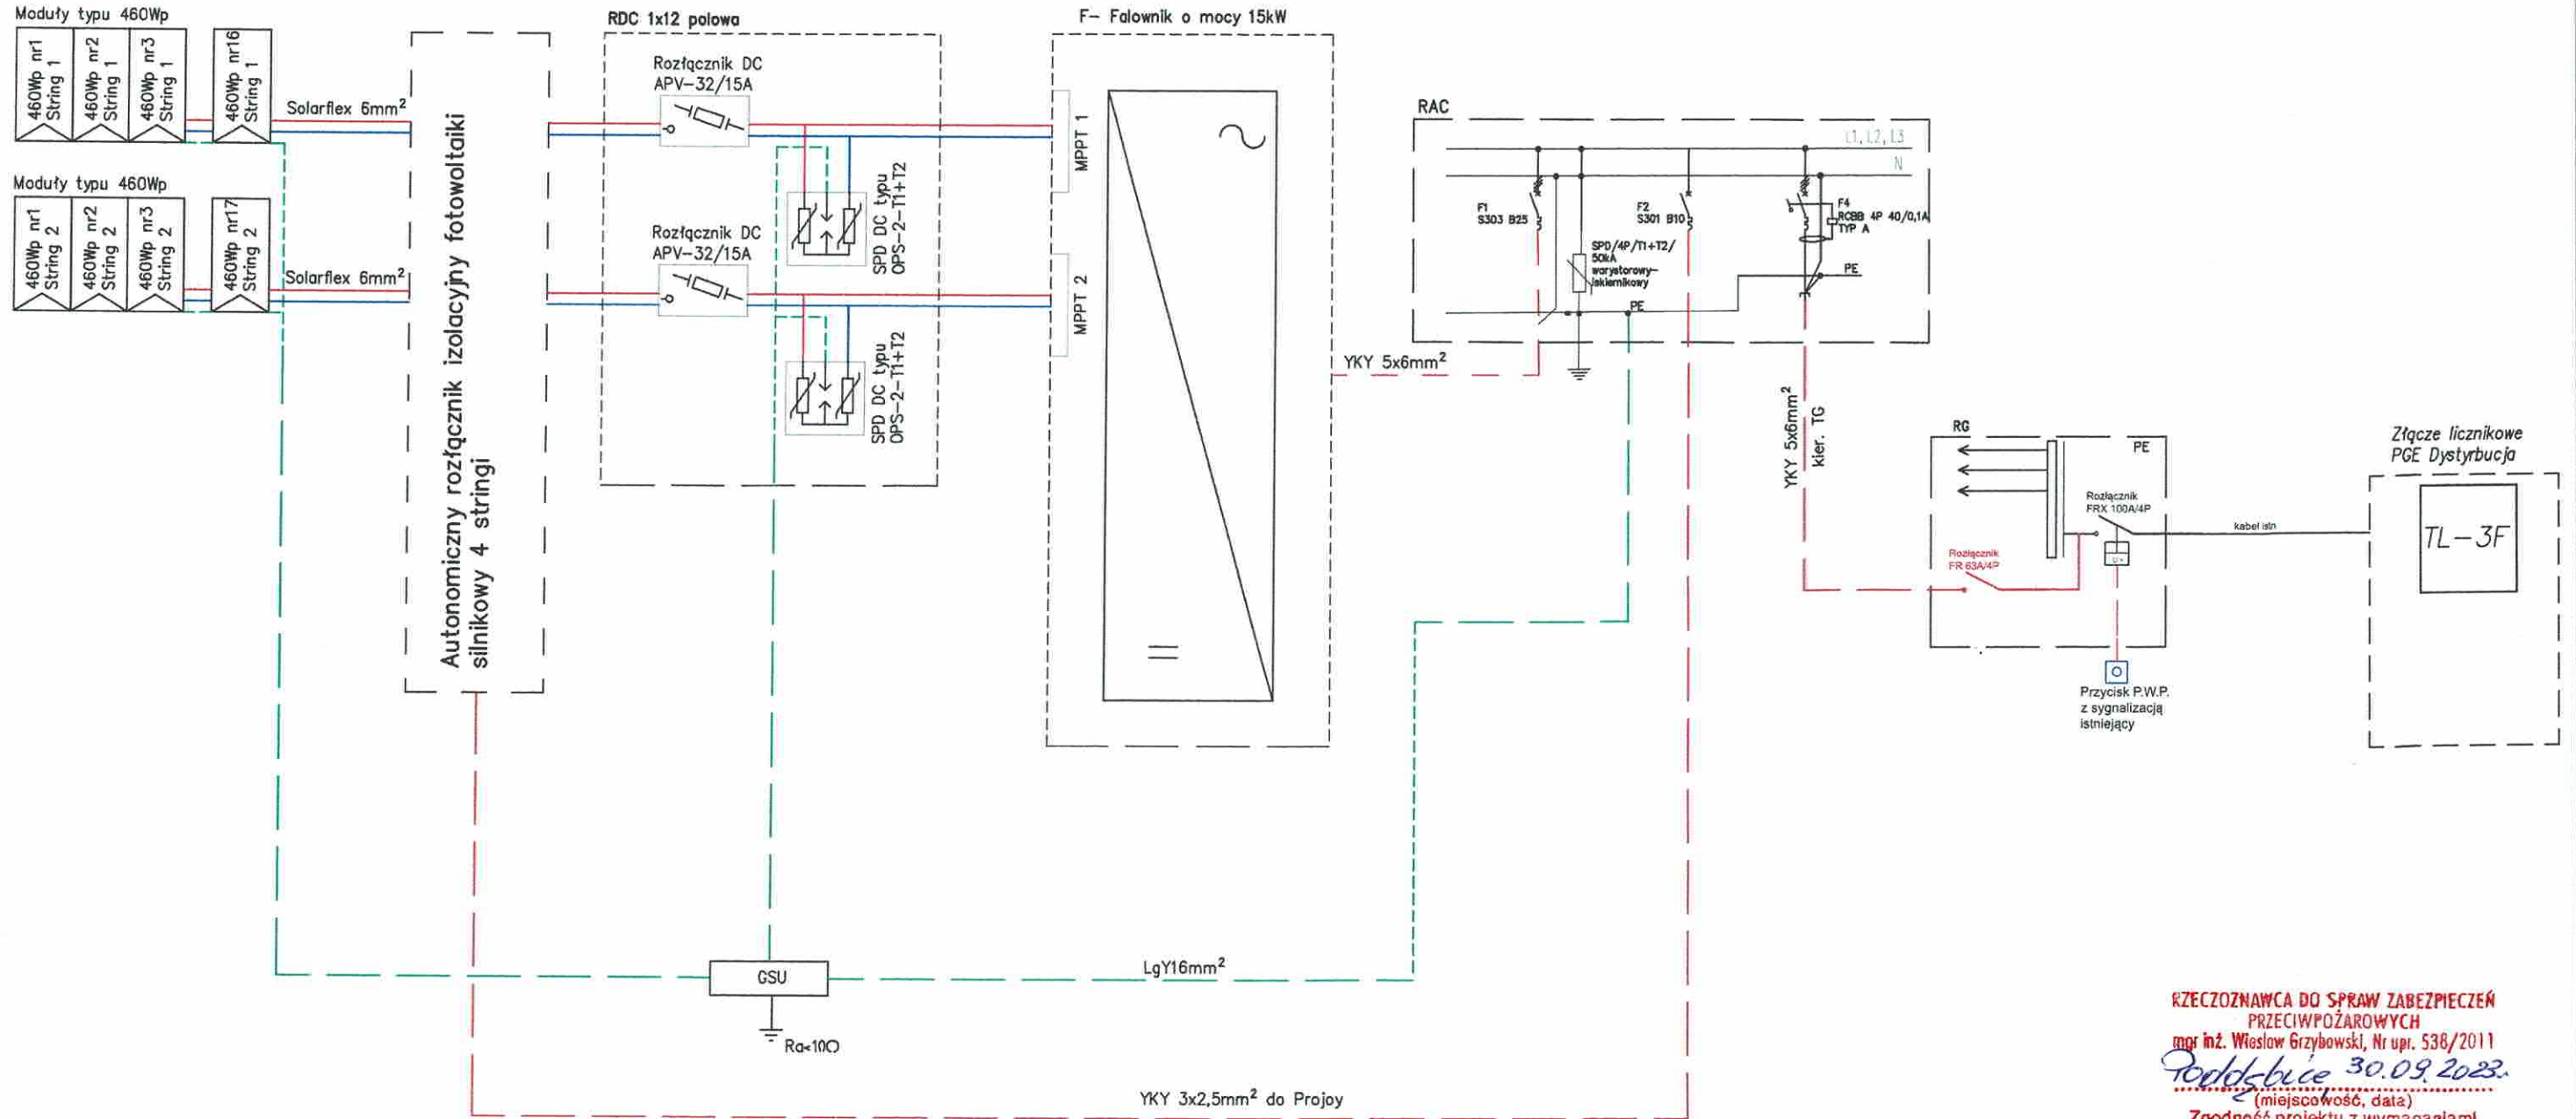 Moduły typu 460Wp
460Wp nr1
String 1
460Wp nr2
String 1
460Wp nr3
String 1
460Wp nr16
String 1
Solarflex 6mm²
Moduły typu 460Wp
460Wp nr1
String 2
460Wp nr2
String 2
460Wp nr3
String 2
460Wp nr17
String 2
Solarflex 6mm²
Autonomiczny rozłącznik izolacyjny fotowoltaiki
silnikowy 4 stringi
RDC 1x12 polowa
Rozłącznik DC
APV-32/15A
SPD DC typu
OPS-2-T1+T2
Rozłącznik DC
APV-32/15A
SPD DC typu
OPS-2-T1+T2
F- Falownik o mocy 15kW
MPPT 1
MPPT 2
YKY 5x6mm²
RAC
L1, L2, L3
N
F1
S303 B25
SPD/4P/T1+T2/
50kA
warystorowy-
iskiernikowy
F2
S301 B10
F4
RCBB 4P 40/0,1A
TYP A
PE
PE
YKY 5x6mm²
kier. TG
RG
PE
Rozłącznik
FRX 100A/4P
Rozłącznik
FR 63A/4P
kabel istn
Przycisk P.W.P.
z sygnalizacją
istniejący
Złącze licznikowe
PGE Dystyrbucja
TL-3F
GSU
Ra<10Ω
LgY16mm²
YKY 3x2,5mm² do Projoy
RZECZOZNAWCA DO SPRAW ZABEZPIECZEŃ
PRZECIWPOŻAROWYCH
mgr inż. Wiesław Grzybowski, Nr upr. 538/2011
Poddębice 30.09.2023.
(miejscowość, data)
Zgodność projektu z wymaganiami